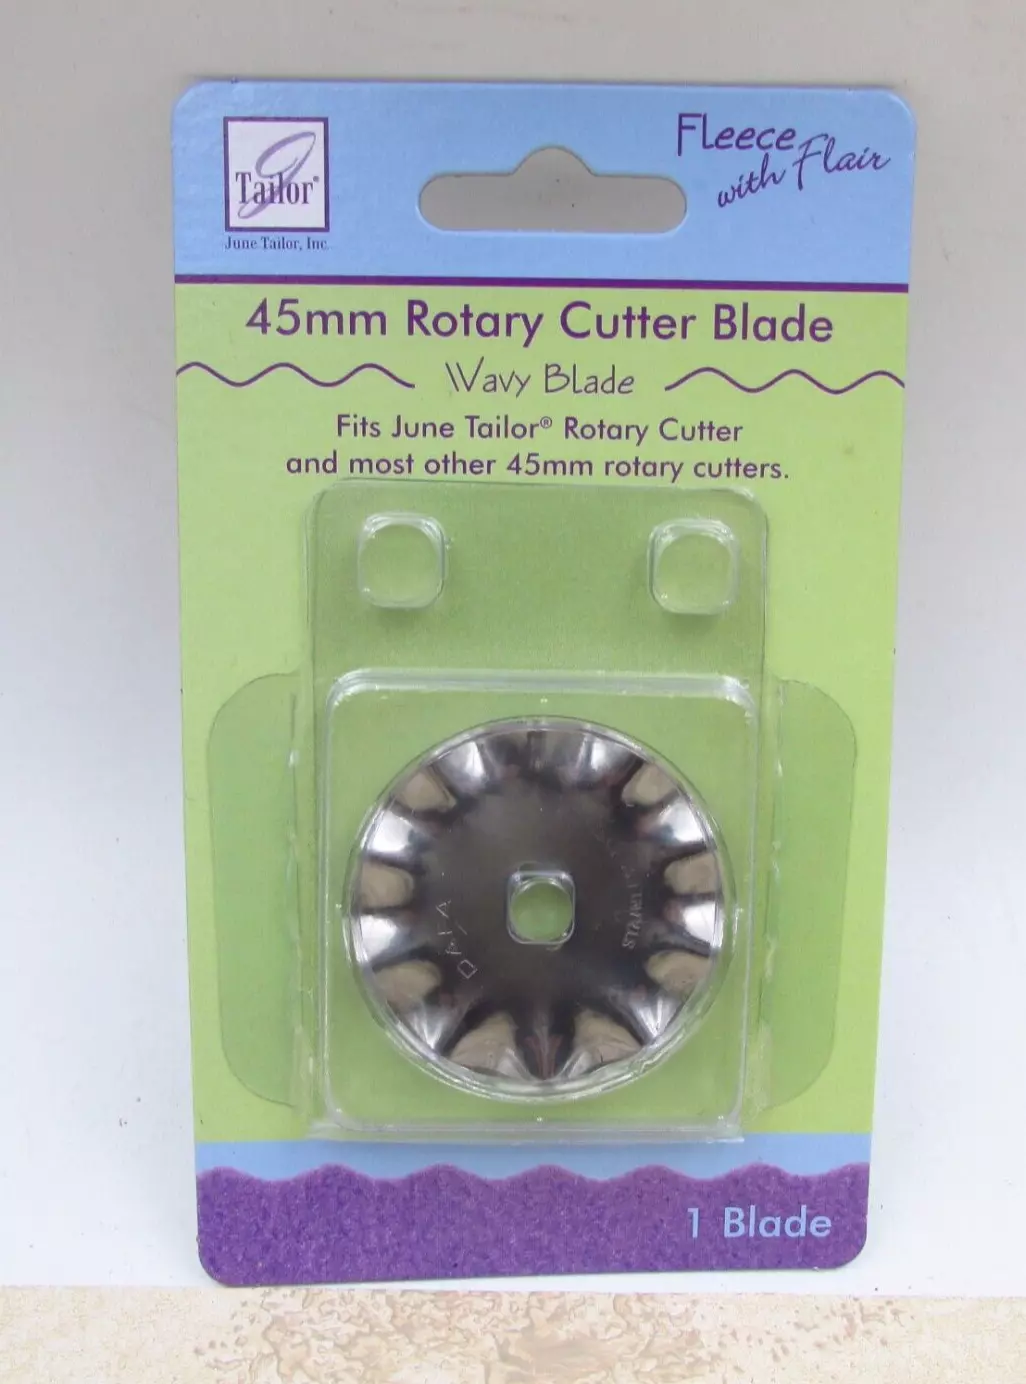 Tailor®
June Tailor, Inc.
Fleece
with Flair
45mm Rotary Cutter Blade
Wavy Blade
Fits June Tailor® Rotary Cutter
and most other 45mm rotary cutters.
1 Blade